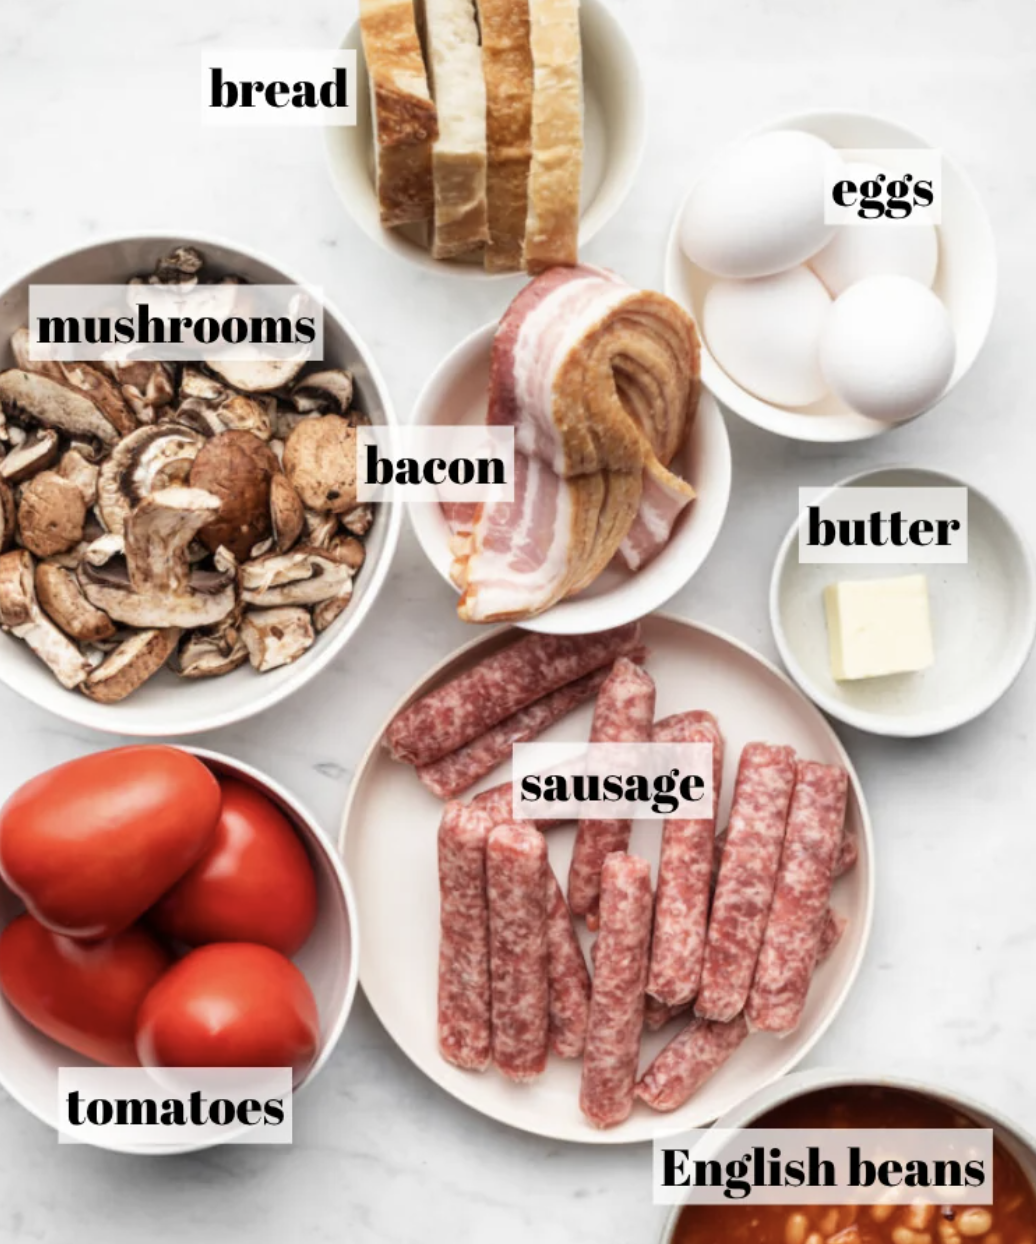 bread
eggs
mushrooms
bacon
butter
sausage
tomatoes
English beans